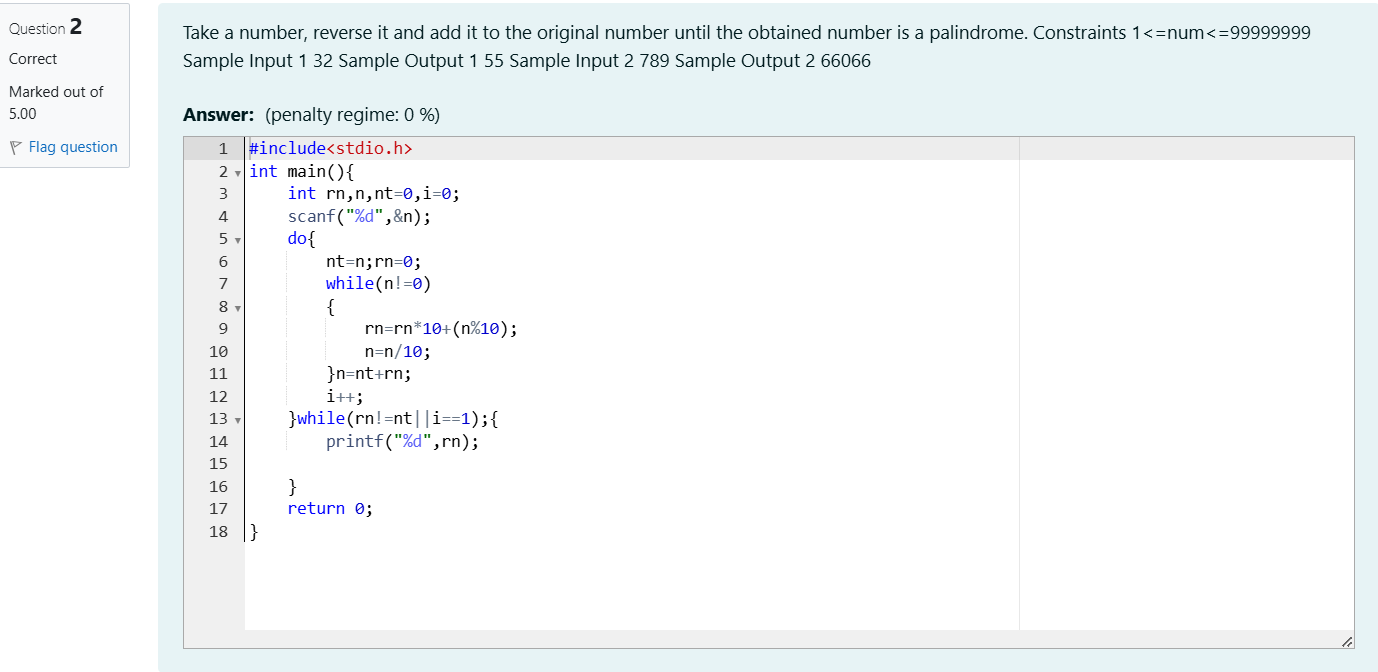 Question 2
Correct
Marked out of
5.00
Flag question
Take a number, reverse it and add it to the original number until the obtained number is a palindrome. Constraints 1<=num<=99999999
Sample Input 1 32 Sample Output 1 55 Sample Input 2 789 Sample Output 2 66066
Answer: (penalty regime: 0 %)
1 #include<stdio.h>
2 int main(){
3     int rn,n,nt=0,i=0;
4     scanf("%d",&n);
5     do{
6         nt=n;rn=0;
7         while(n!=0)
8         {
9             rn=rn*10+(n%10);
10             n=n/10;
11         }n=nt+rn;
12         i++;
13     }while(rn!=nt||i==1);{
14         printf("%d",rn);
15
16     }
17     return 0;
18 }